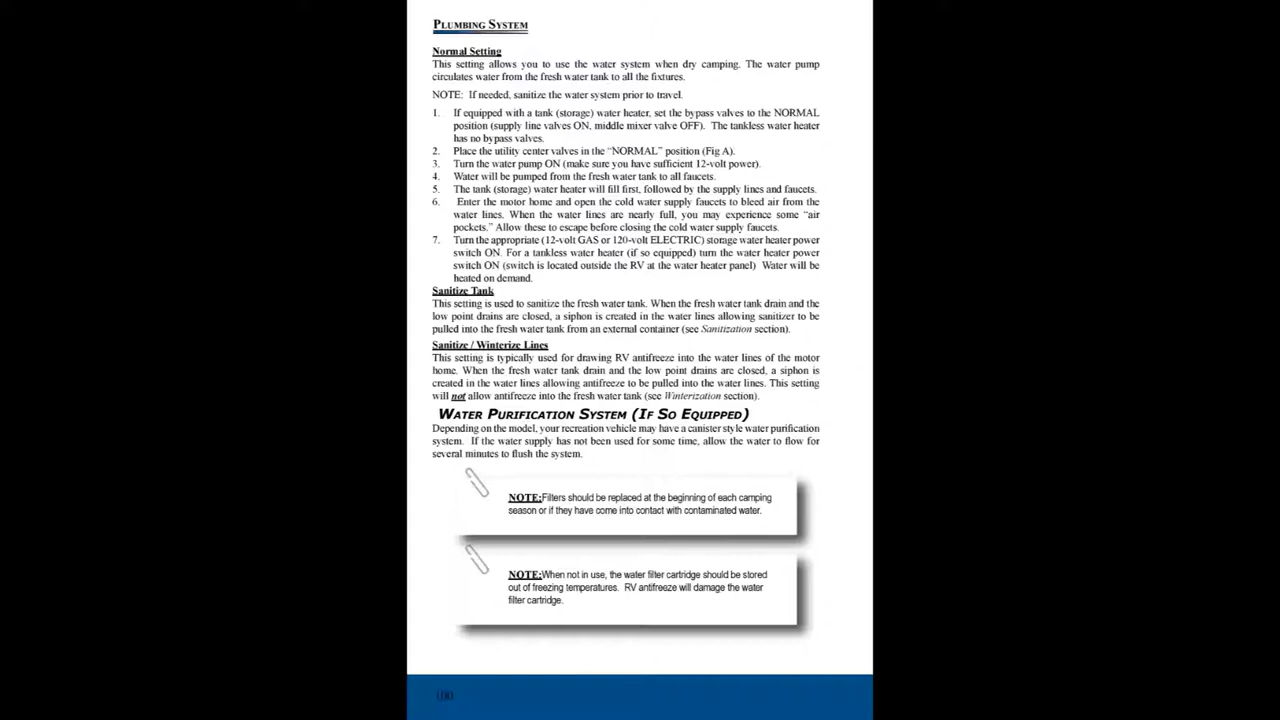 PLUMBING SYSTEM
Normal Setting
This setting allows you to use the water system when dry camping. The water pump
circulates water from the fresh water tank to all the fixtures.
NOTE: If needed, sanitize the water system prior to travel.
1. If equipped with a tank (storage) water heater, set the bypass valves to the NORMAL
position (supply line valves ON, middle mixer valve OFF). The tankless water heater
has no bypass valves.
2. Place the utility center valves in the “NORMAL” position (Fig A).
3. Turn the water pump ON (make sure you have sufficient 12-volt power).
4. Water will be pumped from the fresh water tank to all faucets.
5. The tank (storage) water heater will fill first, followed by the supply lines and faucets.
6. Enter the motor home and open the cold water supply faucets to bleed air from the
water lines. When the water lines are nearly full, you may experience some “air
pockets.” Allow these to escape before closing the cold water supply faucets.
7. Turn the appropriate (12-volt GAS or 120-volt ELECTRIC) storage water heater power
switch ON. For a tankless water heater (if so equipped) turn the water heater power
switch ON (switch is located outside the RV at the water heater panel) Water will be
heated on demand.
Sanitize Tank
This setting is used to sanitize the fresh water tank. When the fresh water tank drain and the
low point drains are closed, a siphon is created in the water lines allowing sanitizer to be
pulled into the fresh water tank from an external container (see Sanitization section).
Sanitize / Winterize Lines
This setting is typically used for drawing RV antifreeze into the water lines of the motor
home. When the fresh water tank drain and the low point drains are closed, a siphon is
created in the water lines allowing antifreeze to be pulled into the water lines. This setting
will not allow antifreeze into the fresh water tank (see Winterization section).
WATER PURIFICATION SYSTEM (IF SO EQUIPPED)
Depending on the model, your recreation vehicle may have a canister style water purification
system. If the water supply has not been used for some time, allow the water to flow for
several minutes to flush the system.
NOTE:Filters should be replaced at the beginning of each camping
season or if they have come into contact with contaminated water.
NOTE:When not in use, the water filter cartridge should be stored
out of freezing temperatures. RV antifreeze will damage the water
filter cartridge.